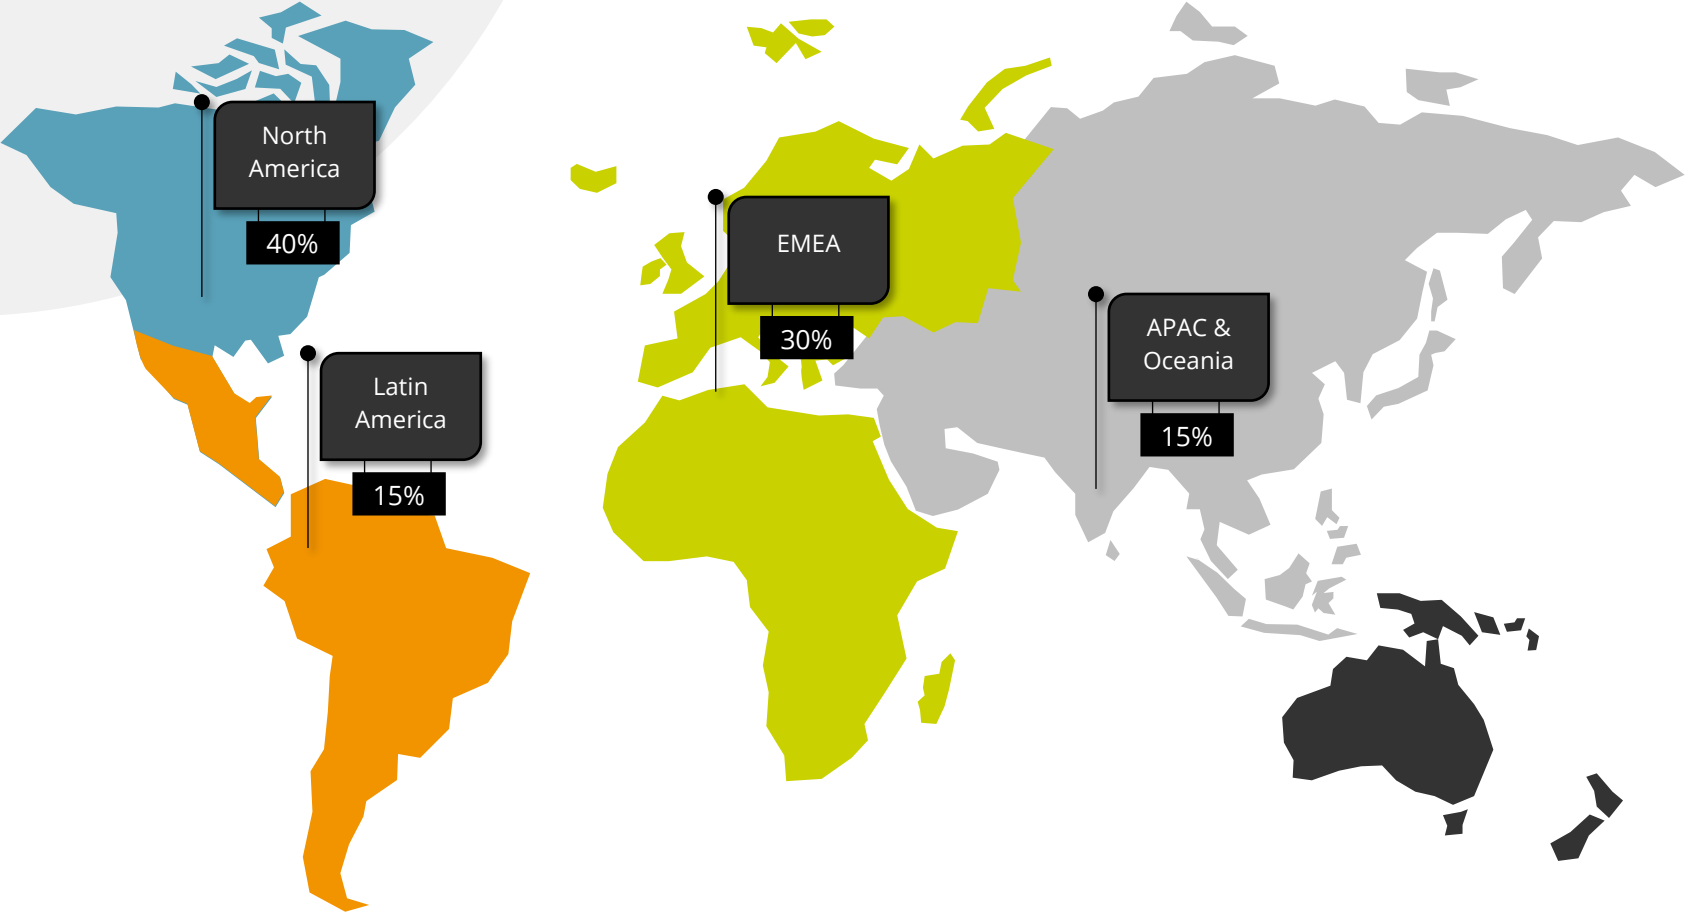 North
America
40%
EMEA
30%
APAC &
Oceania
15%
Latin
America
15%